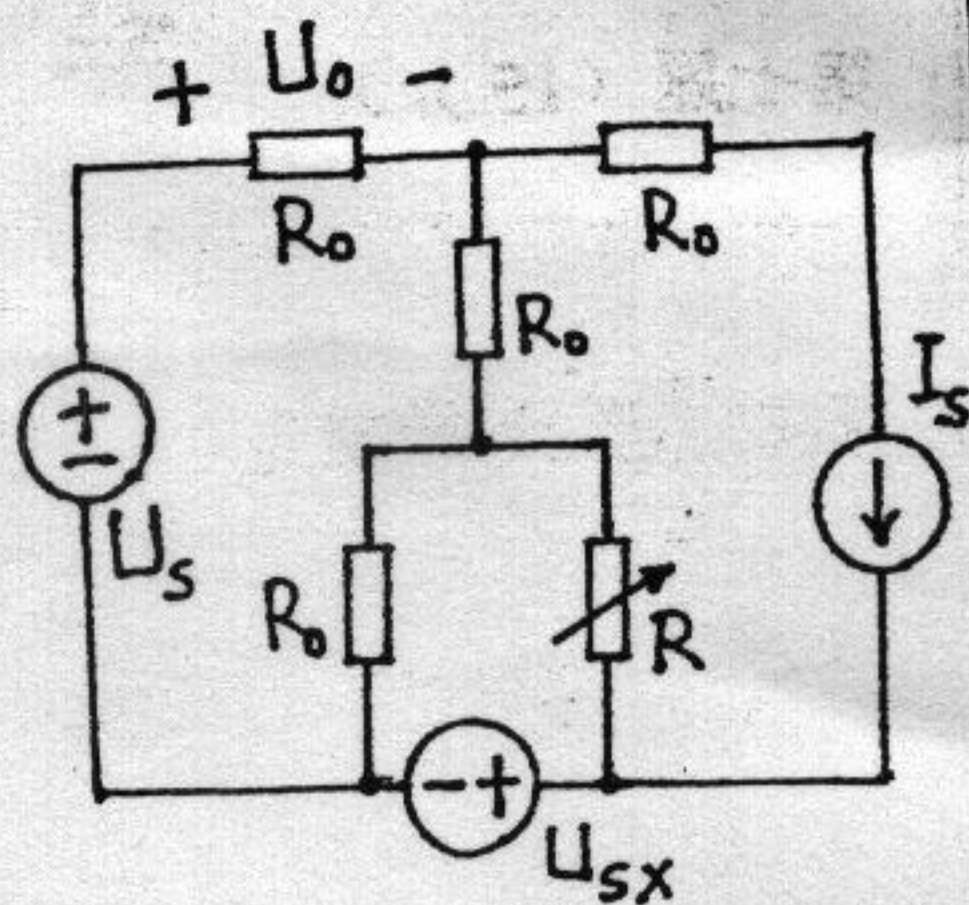 + U₀ -
R₀
R₀
R₀
Iₛ
+
-
Uₛ
R₀
R
- +
Uₛₓ